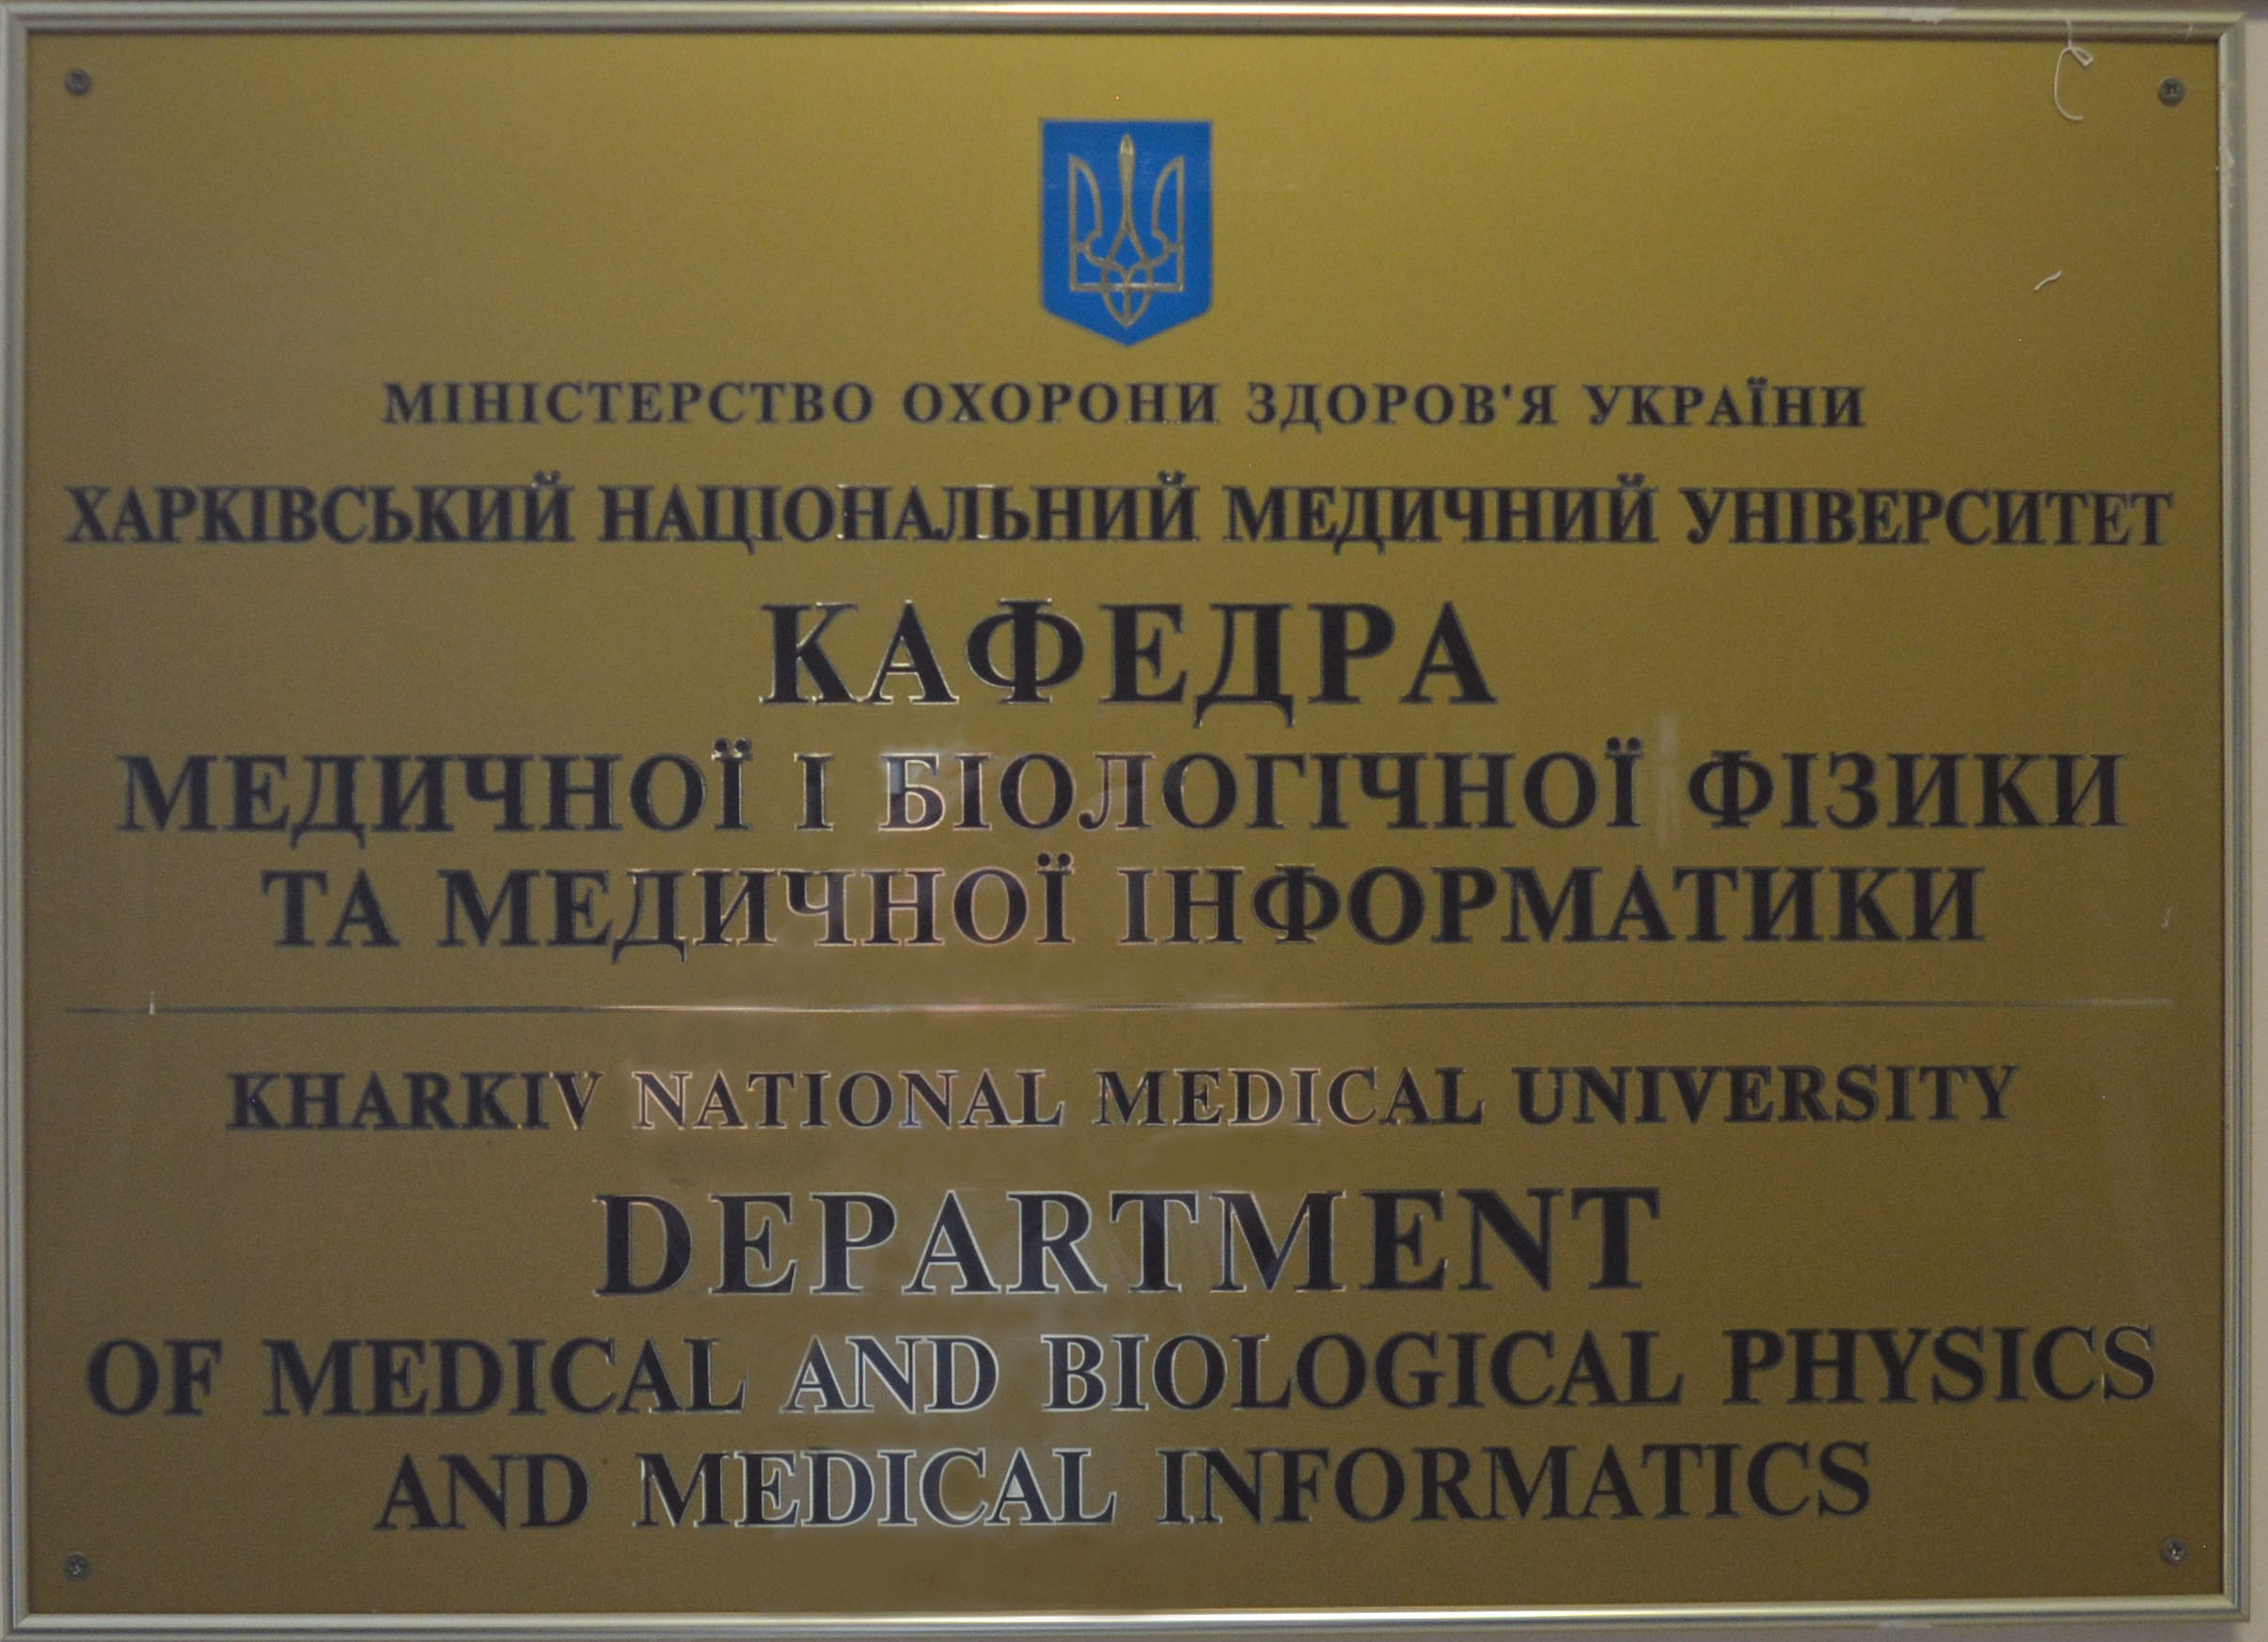 МІНІСТЕРСТВО ОХОРОНИ ЗДОРОВ'Я УКРАЇНИ
ХАРКІВСЬКИЙ НАЦІОНАЛЬНИЙ МЕДИЧНИЙ УНІВЕРСИТЕТ
КАФЕДРА
МЕДИЧНОЇ І БІОЛОГІЧНОЇ ФІЗИКИ
ТА МЕДИЧНОЇ ІНФОРМАТИКИ
KHARKIV NATIONAL MEDICAL UNIVERSITY
DEPARTMENT
OF MEDICAL AND BIOLOGICAL PHYSICS
AND MEDICAL INFORMATICS